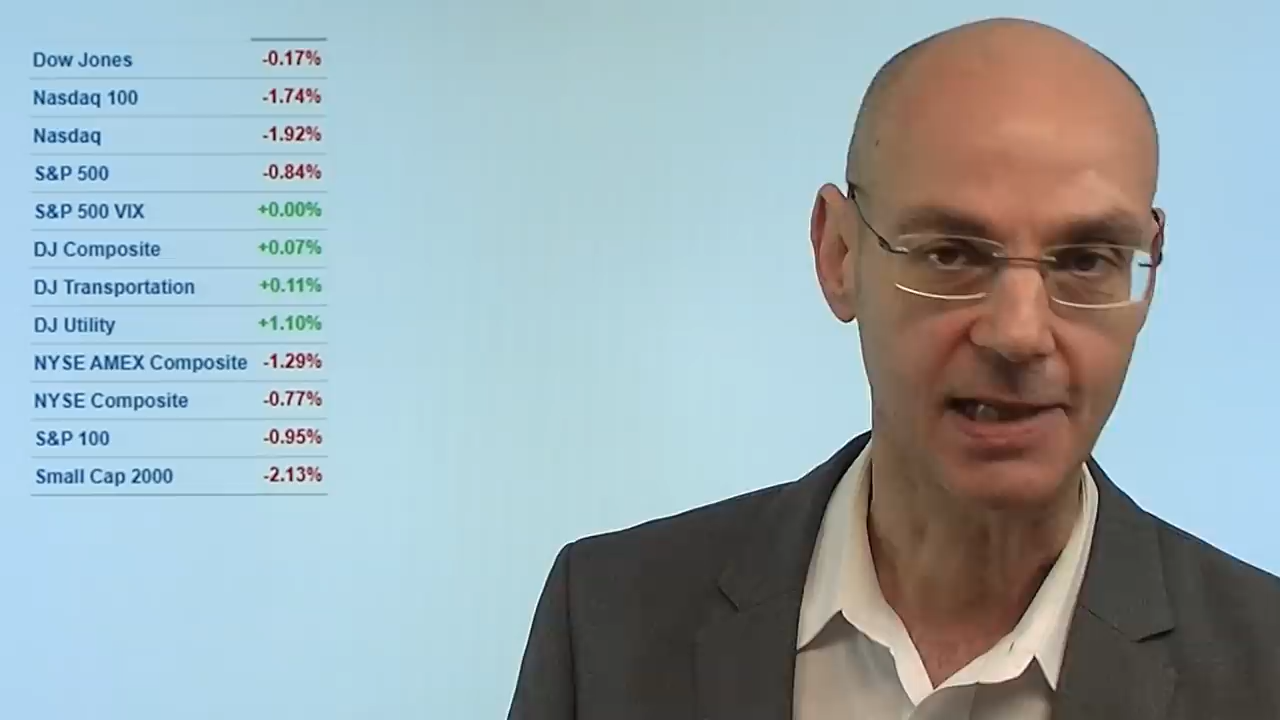 Dow Jones -0.17%
Nasdaq 100 -1.74%
Nasdaq -1.92%
S&P 500 -0.84%
S&P 500 VIX +0.00%
DJ Composite +0.07%
DJ Transportation +0.11%
DJ Utility +1.10%
NYSE AMEX Composite -1.29%
NYSE Composite -0.77%
S&P 100 -0.95%
Small Cap 2000 -2.13%